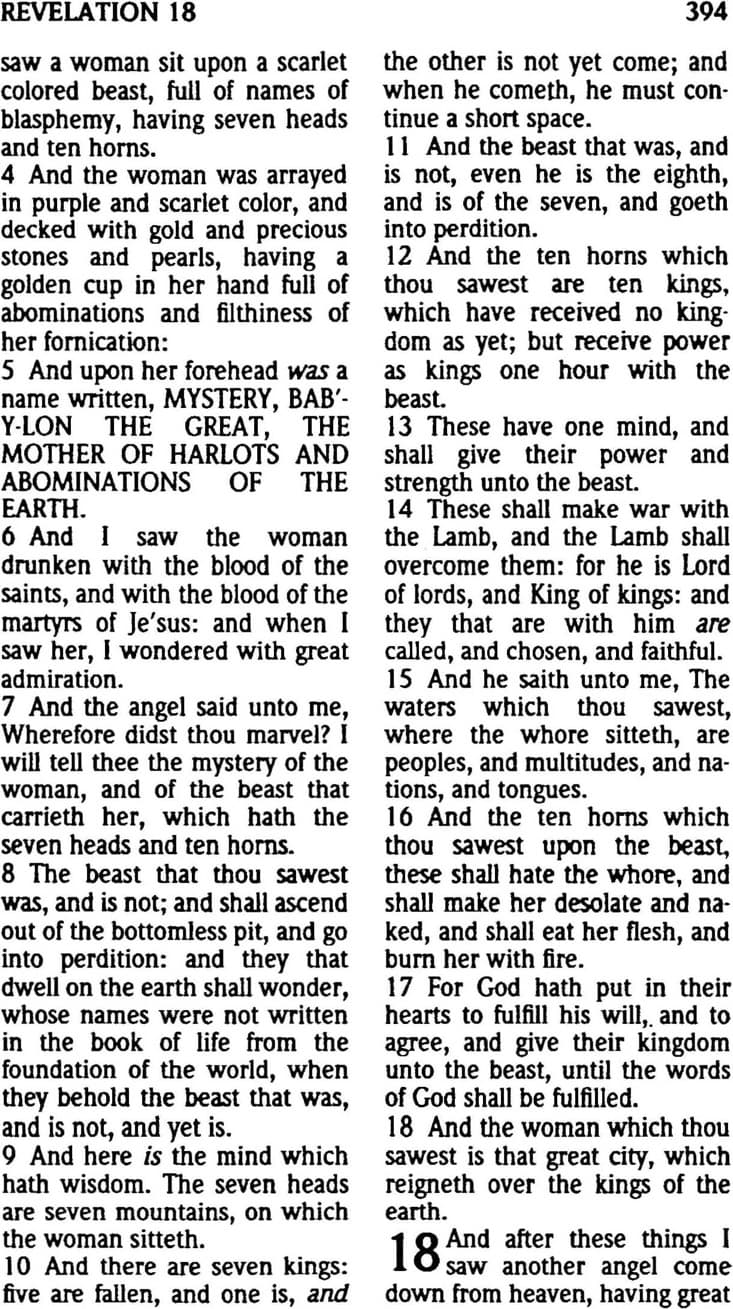 REVELATION 18
394
saw a woman sit upon a scarlet
colored beast, full of names of
blasphemy, having seven heads
and ten horns.
4 And the woman was arrayed
in purple and scarlet color, and
decked with gold and precious
stones and pearls, having a
golden cup in her hand full of
abominations and filthiness of
her fornication:
5 And upon her forehead was a
name written, MYSTERY, BAB'-
Y-LON THE GREAT, THE
MOTHER OF HARLOTS AND
ABOMINATIONS OF THE
EARTH.
6 And I saw the woman
drunken with the blood of the
saints, and with the blood of the
martyrs of Je'sus: and when I
saw her, I wondered with great
admiration.
7 And the angel said unto me,
Wherefore didst thou marvel? I
will tell thee the mystery of the
woman, and of the beast that
carrieth her, which hath the
seven heads and ten horns.
8 The beast that thou sawest
was, and is not; and shall ascend
out of the bottomless pit, and go
into perdition: and they that
dwell on the earth shall wonder,
whose names were not written
in the book of life from the
foundation of the world, when
they behold the beast that was,
and is not, and yet is.
9 And here is the mind which
hath wisdom. The seven heads
are seven mountains, on which
the woman sitteth.
10 And there are seven kings:
five are fallen, and one is, and
the other is not yet come; and
when he cometh, he must con-
tinue a short space.
11 And the beast that was, and
is not, even he is the eighth,
and is of the seven, and goeth
into perdition.
12 And the ten horns which
thou sawest are ten kings,
which have received no king-
dom as yet; but receive power
as kings one hour with the
beast.
13 These have one mind, and
shall give their power and
strength unto the beast.
14 These shall make war with
the Lamb, and the Lamb shall
overcome them: for he is Lord
of lords, and King of kings: and
they that are with him are
called, and chosen, and faithful.
15 And he saith unto me, The
waters which thou sawest,
where the whore sitteth, are
peoples, and multitudes, and na-
tions, and tongues.
16 And the ten horns which
thou sawest upon the beast,
these shall hate the whore, and
shall make her desolate and na-
ked, and shall eat her flesh, and
burn her with fire.
17 For God hath put in their
hearts to fulfill his will, and to
agree, and give their kingdom
unto the beast, until the words
of God shall be fulfilled.
18 And the woman which thou
sawest is that great city, which
reigneth over the kings of the
earth.
18 And after these things I
saw another angel come
down from heaven, having great